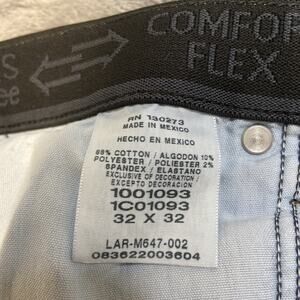 COMFOR
FLEX
RN 130273
MADE IN MEXICO
HECHO EN MEXICO
88% COTTON / ALGODON 10%
POLYESTER / POLIESTER 2%
SPANDEX / ELASTANO
EXCLUSIVE OF DECORATION /
EXCEPTO DECORACION
1001093
1C01093
32 X 32
LAR-M647-002
083622003604